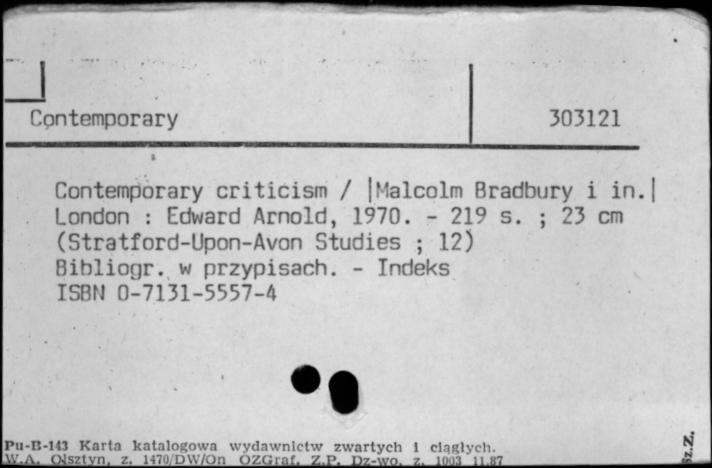 Contemporary 303121
Contemporary criticism / |Malcolm Bradbury i in.|
London : Edward Arnold, 1970. - 219 s. ; 23 cm
(Stratford-Upon-Avon Studies ; 12)
Bibliogr. w przypisach. - Indeks
ISBN 0-7131-5557-4
Pu-B-143 Karta katalogowa wydawnictw zwartych i ciągłych.
W.A. Olsztyn, z. 1470/DW/On OZGraf. Z.P. Dz-wo, z. 1003 11.87
sz. Z.